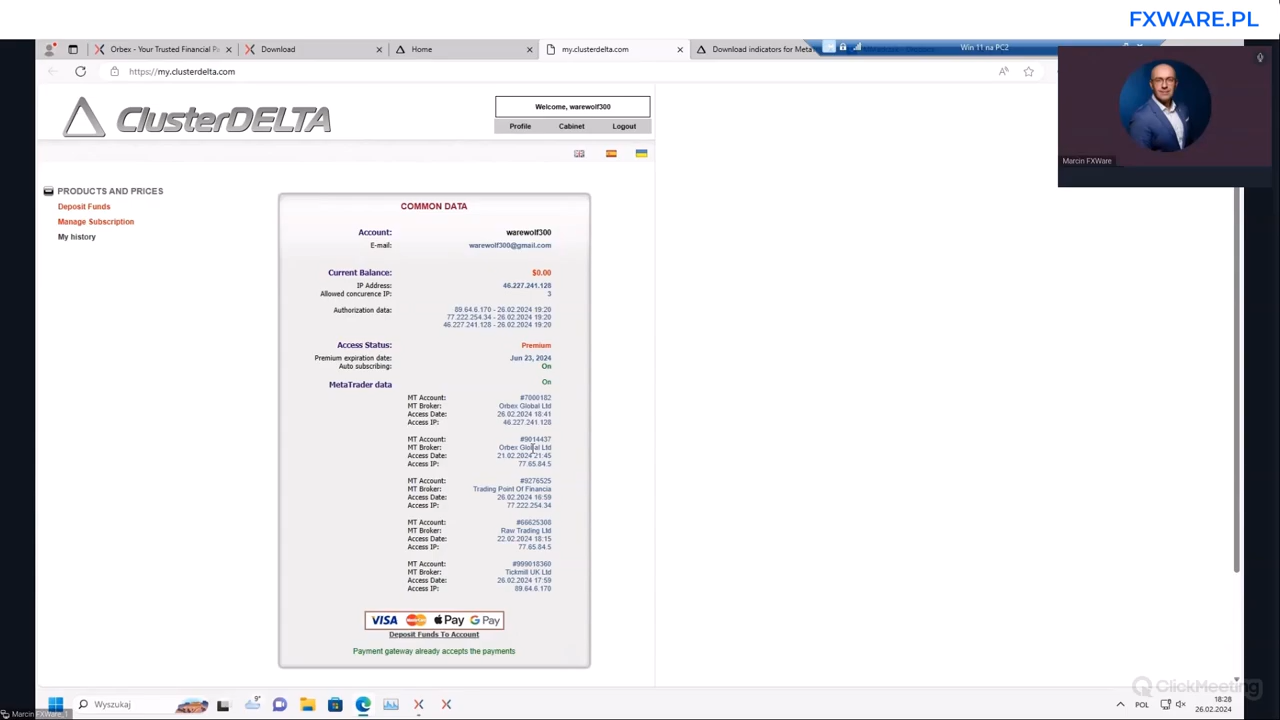 FXWARE.PL
Orbex - Your Trusted Financial Pa
Download
Home
my.clusterdelta.com
Download indicators for MetaT
Win 11 na PC2
https://my.clusterdelta.com
ClusterDELTA
Welcome, warewolf300
Profile Cabinet Logout
Marcin FXWare
PRODUCTS AND PRICES
Deposit Funds
Manage Subscription
My history
COMMON DATA
Account: warewolf300
E-mail: warewolf300@gmail.com
Current Balance: $0.00
IP Address: 46.227.241.128
Allowed concurence IP: 3
Authorization data: 89.64.6.170 - 26.02.2024 19:20
77.222.254.34 - 26.02.2024 19:20
46.227.241.128 - 26.02.2024 19:20
Access Status: Premium
Premium expiration date: Jun 23, 2024
Auto subscribing: On
MetaTrader data On
MT Account: #7000182
MT Broker: Orbex Global Ltd
Access Date: 26.02.2024 18:41
Access IP: 46.227.241.128
MT Account: #9014437
MT Broker: Orbex Global Ltd
Access Date: 21.02.2024 21:45
Access IP: 77.65.84.5
MT Account: #9276525
MT Broker: Trading Point Of Financia
Access Date: 26.02.2024 16:59
Access IP: 77.222.254.34
MT Account: #66625308
MT Broker: Raw Trading Ltd
Access Date: 22.02.2024 18:15
Access IP: 77.65.84.5
MT Account: #999018360
MT Broker: Tickmill UK Ltd
Access Date: 26.02.2024 17:59
Access IP: 89.64.6.170
VISA MasterCard Pay G Pay
Deposit Funds To Account
Payment gateway already accepts the payments
ClickMeeting
Wyszukaj
9°
POL
18:28
26.02.2024
Marcin FXWare_1